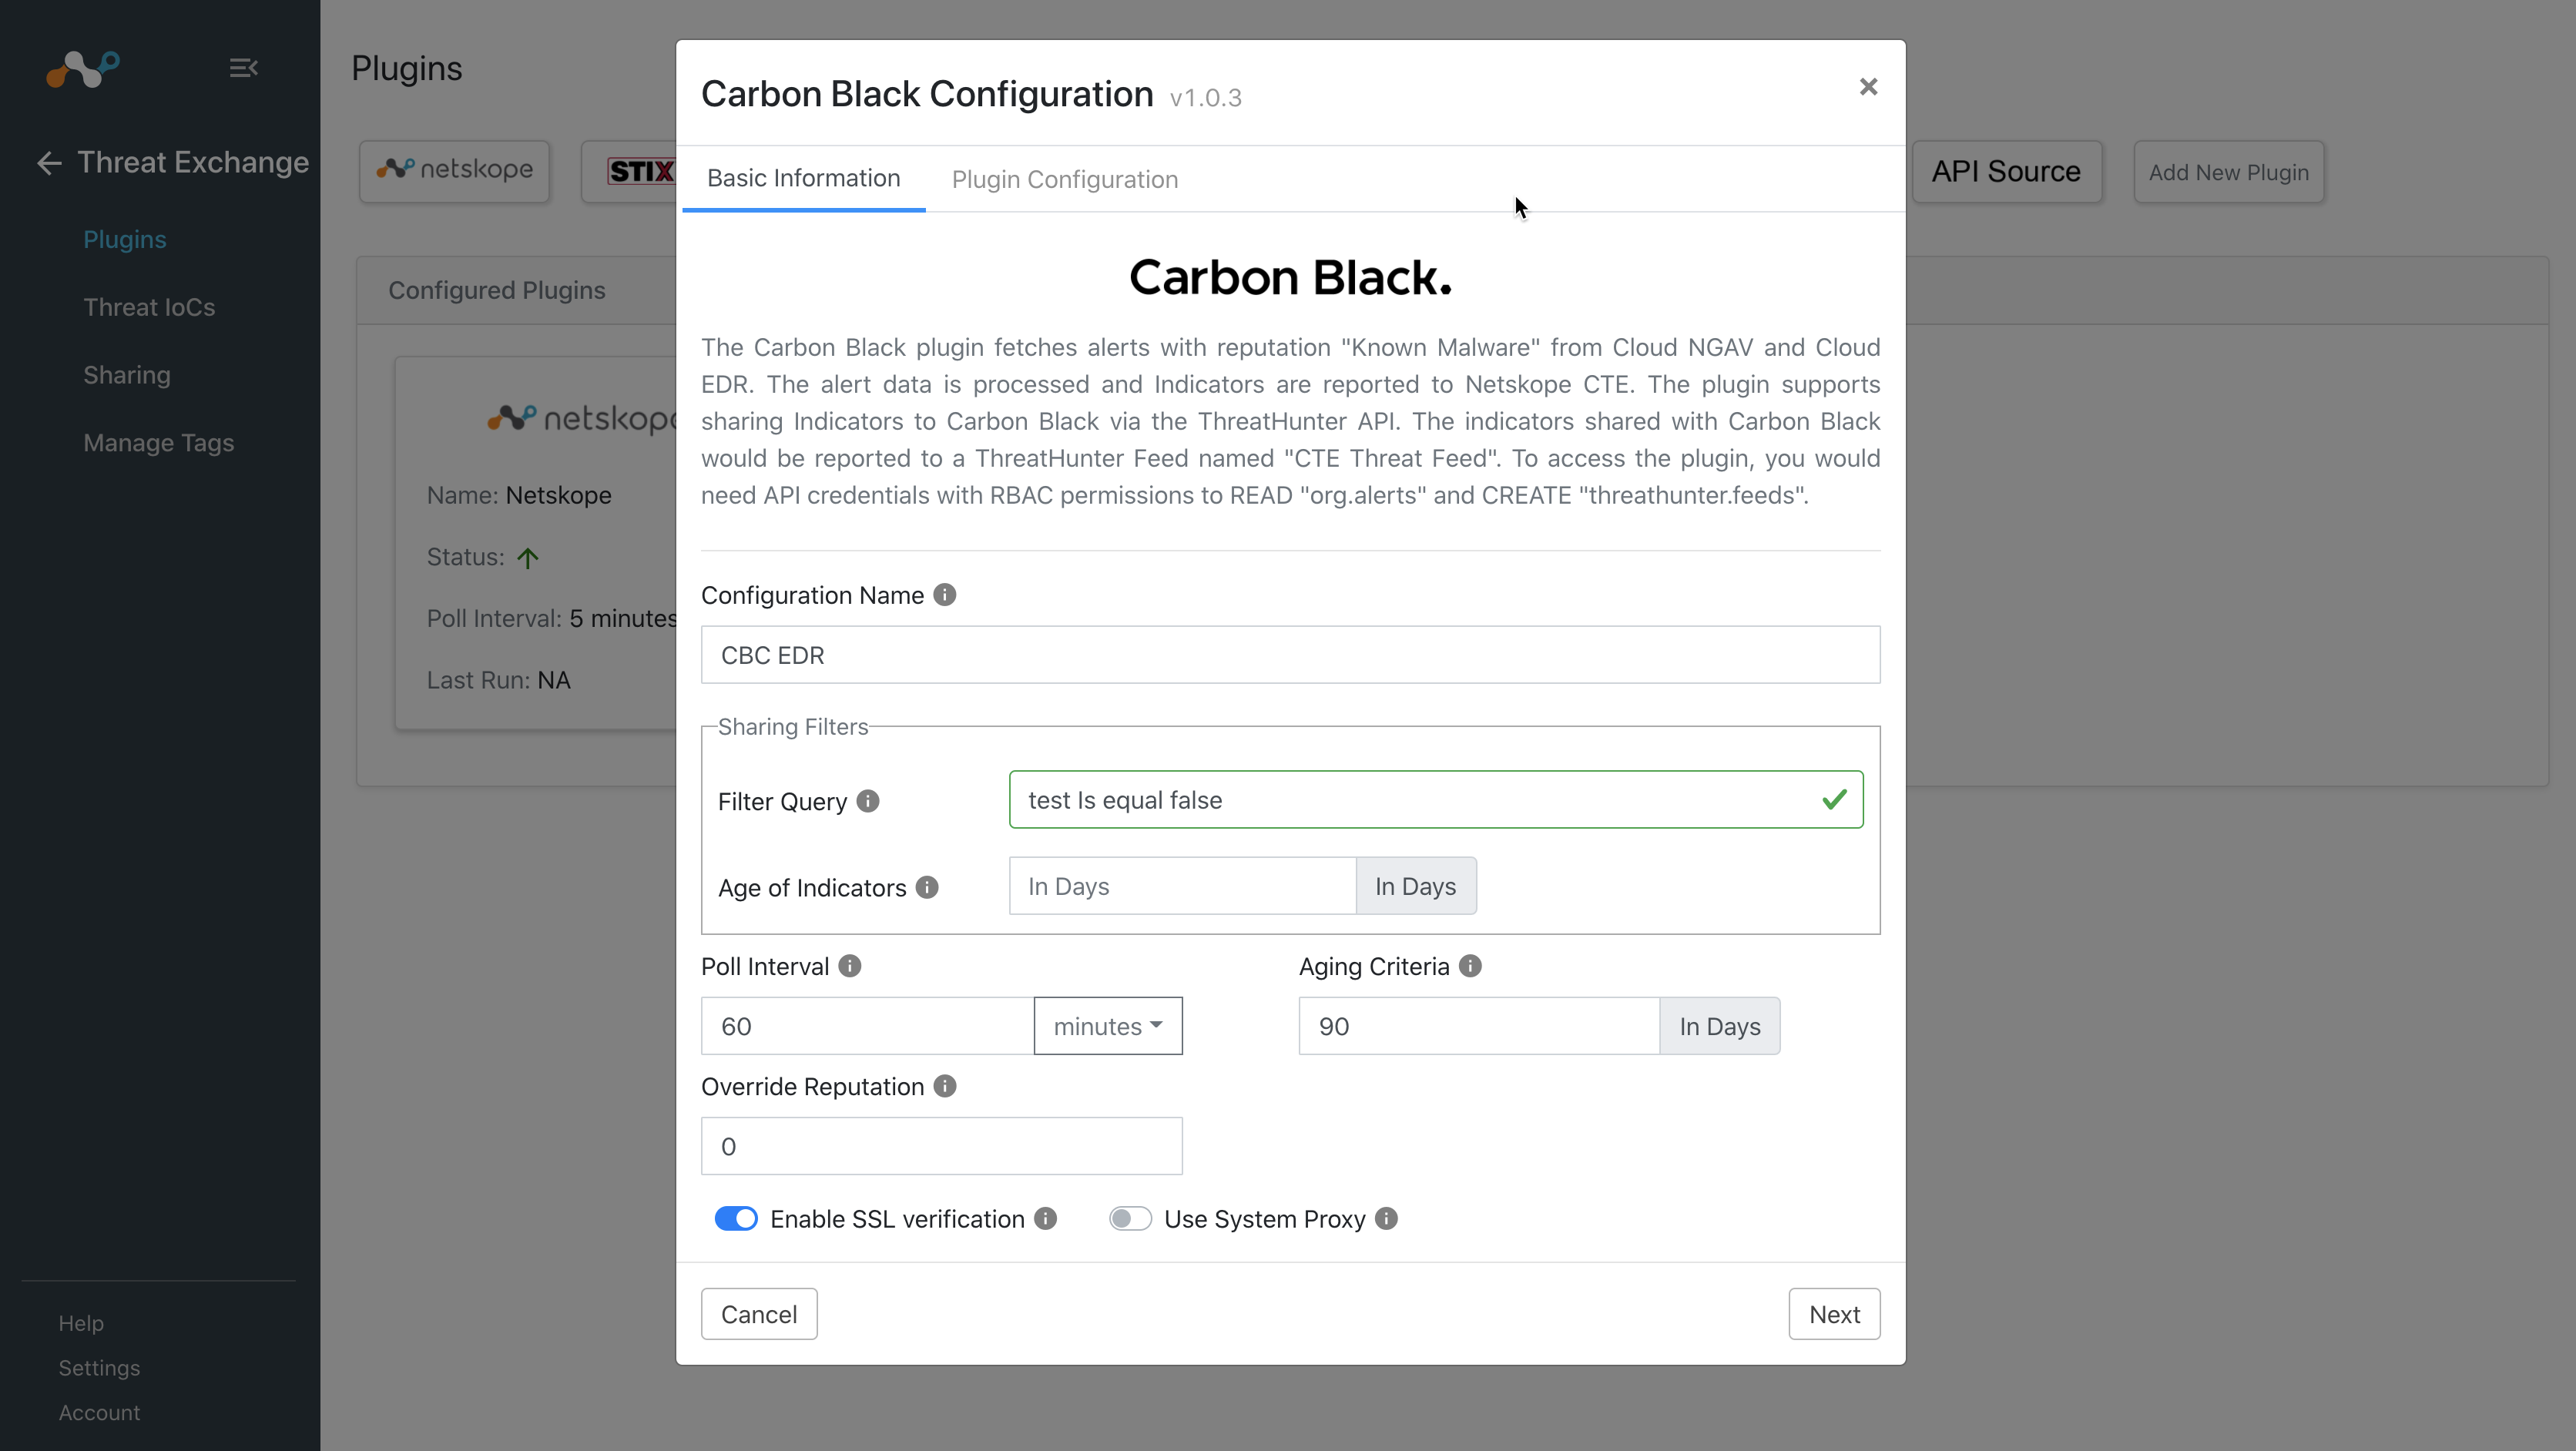 Threat Exchange
Plugins
Threat IoCs
Sharing
Manage Tags
Help
Settings
Account
Plugins
netskope
STIX
API Source
Add New Plugin
Configured Plugins
netskope
Name: Netskope
Status:
Poll Interval: 5 minutes
Last Run: NA
Carbon Black Configuration v1.0.3
Basic Information
Plugin Configuration
Carbon Black.
The Carbon Black plugin fetches alerts with reputation "Known Malware" from Cloud NGAV and Cloud
EDR. The alert data is processed and Indicators are reported to Netskope CTE. The plugin supports
sharing Indicators to Carbon Black via the ThreatHunter API. The indicators shared with Carbon Black
would be reported to a ThreatHunter Feed named "CTE Threat Feed". To access the plugin, you would
need API credentials with RBAC permissions to READ "org.alerts" and CREATE "threathunter.feeds".
Configuration Name
CBC EDR
Sharing Filters
Filter Query
test Is equal false
Age of Indicators
In Days
In Days
Poll Interval
60
minutes
Aging Criteria
90
In Days
Override Reputation
0
Enable SSL verification
Use System Proxy
Cancel
Next